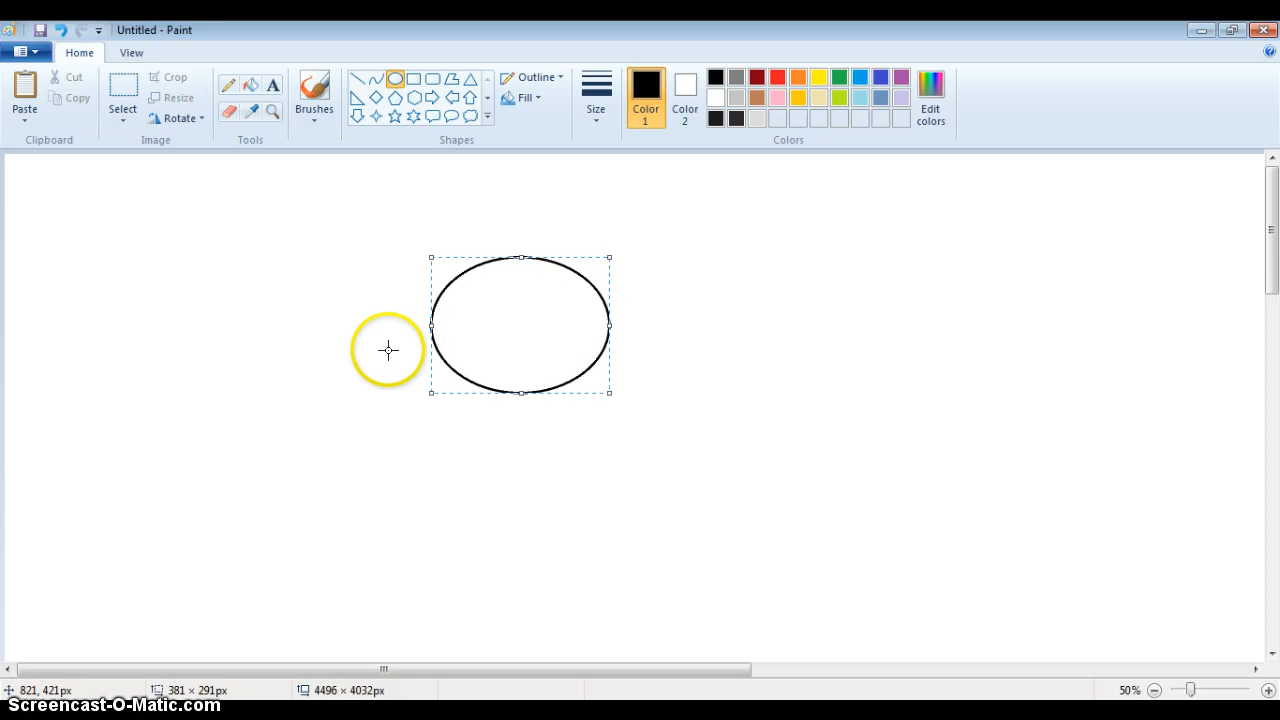 Untitled - Paint
Home View
Paste
Cut
Copy
Clipboard
Select
Crop
Resize
Rotate
Image
A
Tools
Brushes
Outline
Fill
Shapes
Size
Color
1
Color
2
Edit
colors
Colors
821, 421px
381 × 291px
4496 × 4032px
50%
Screencast-O-Matic.com